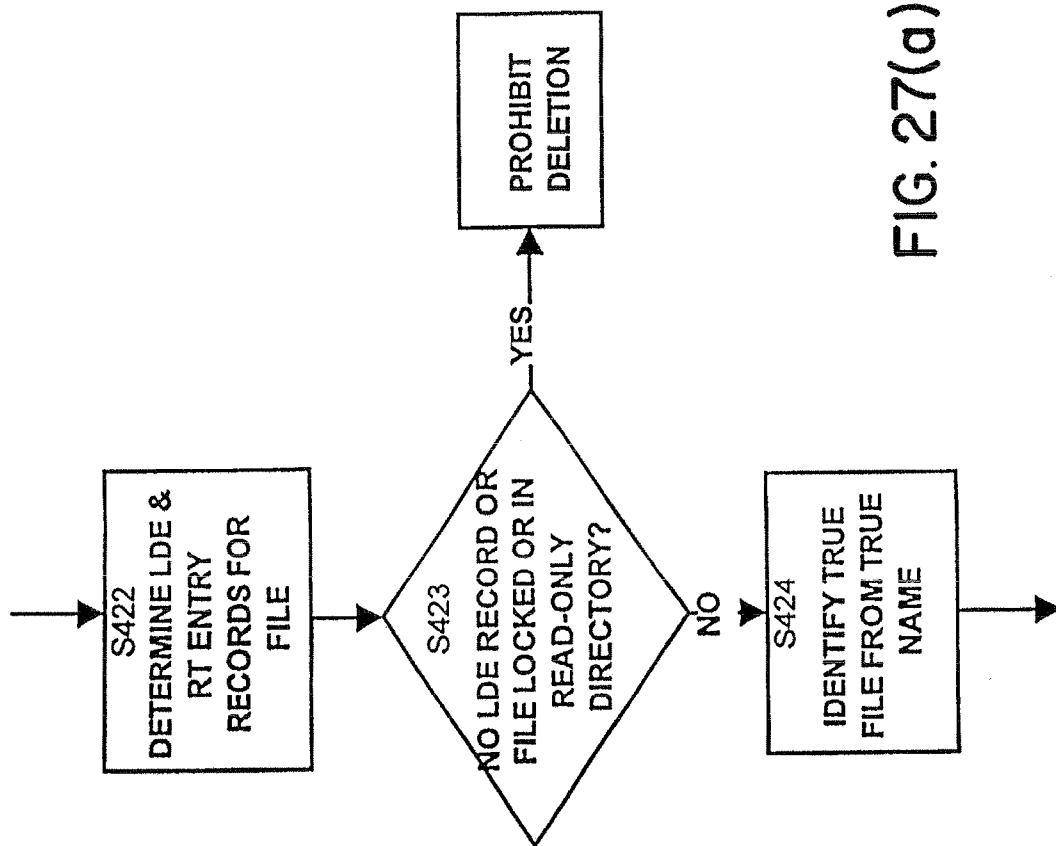 S422
DETERMINE LDE &
RT ENTRY
RECORDS FOR
FILE
S423
NO LDE RECORD OR
FILE LOCKED OR IN
READ-ONLY
DIRECTORY?
YES
PROHIBIT
DELETION
NO
S424
IDENTIFY TRUE
FILE FROM TRUE
NAME
FIG. 27(a)